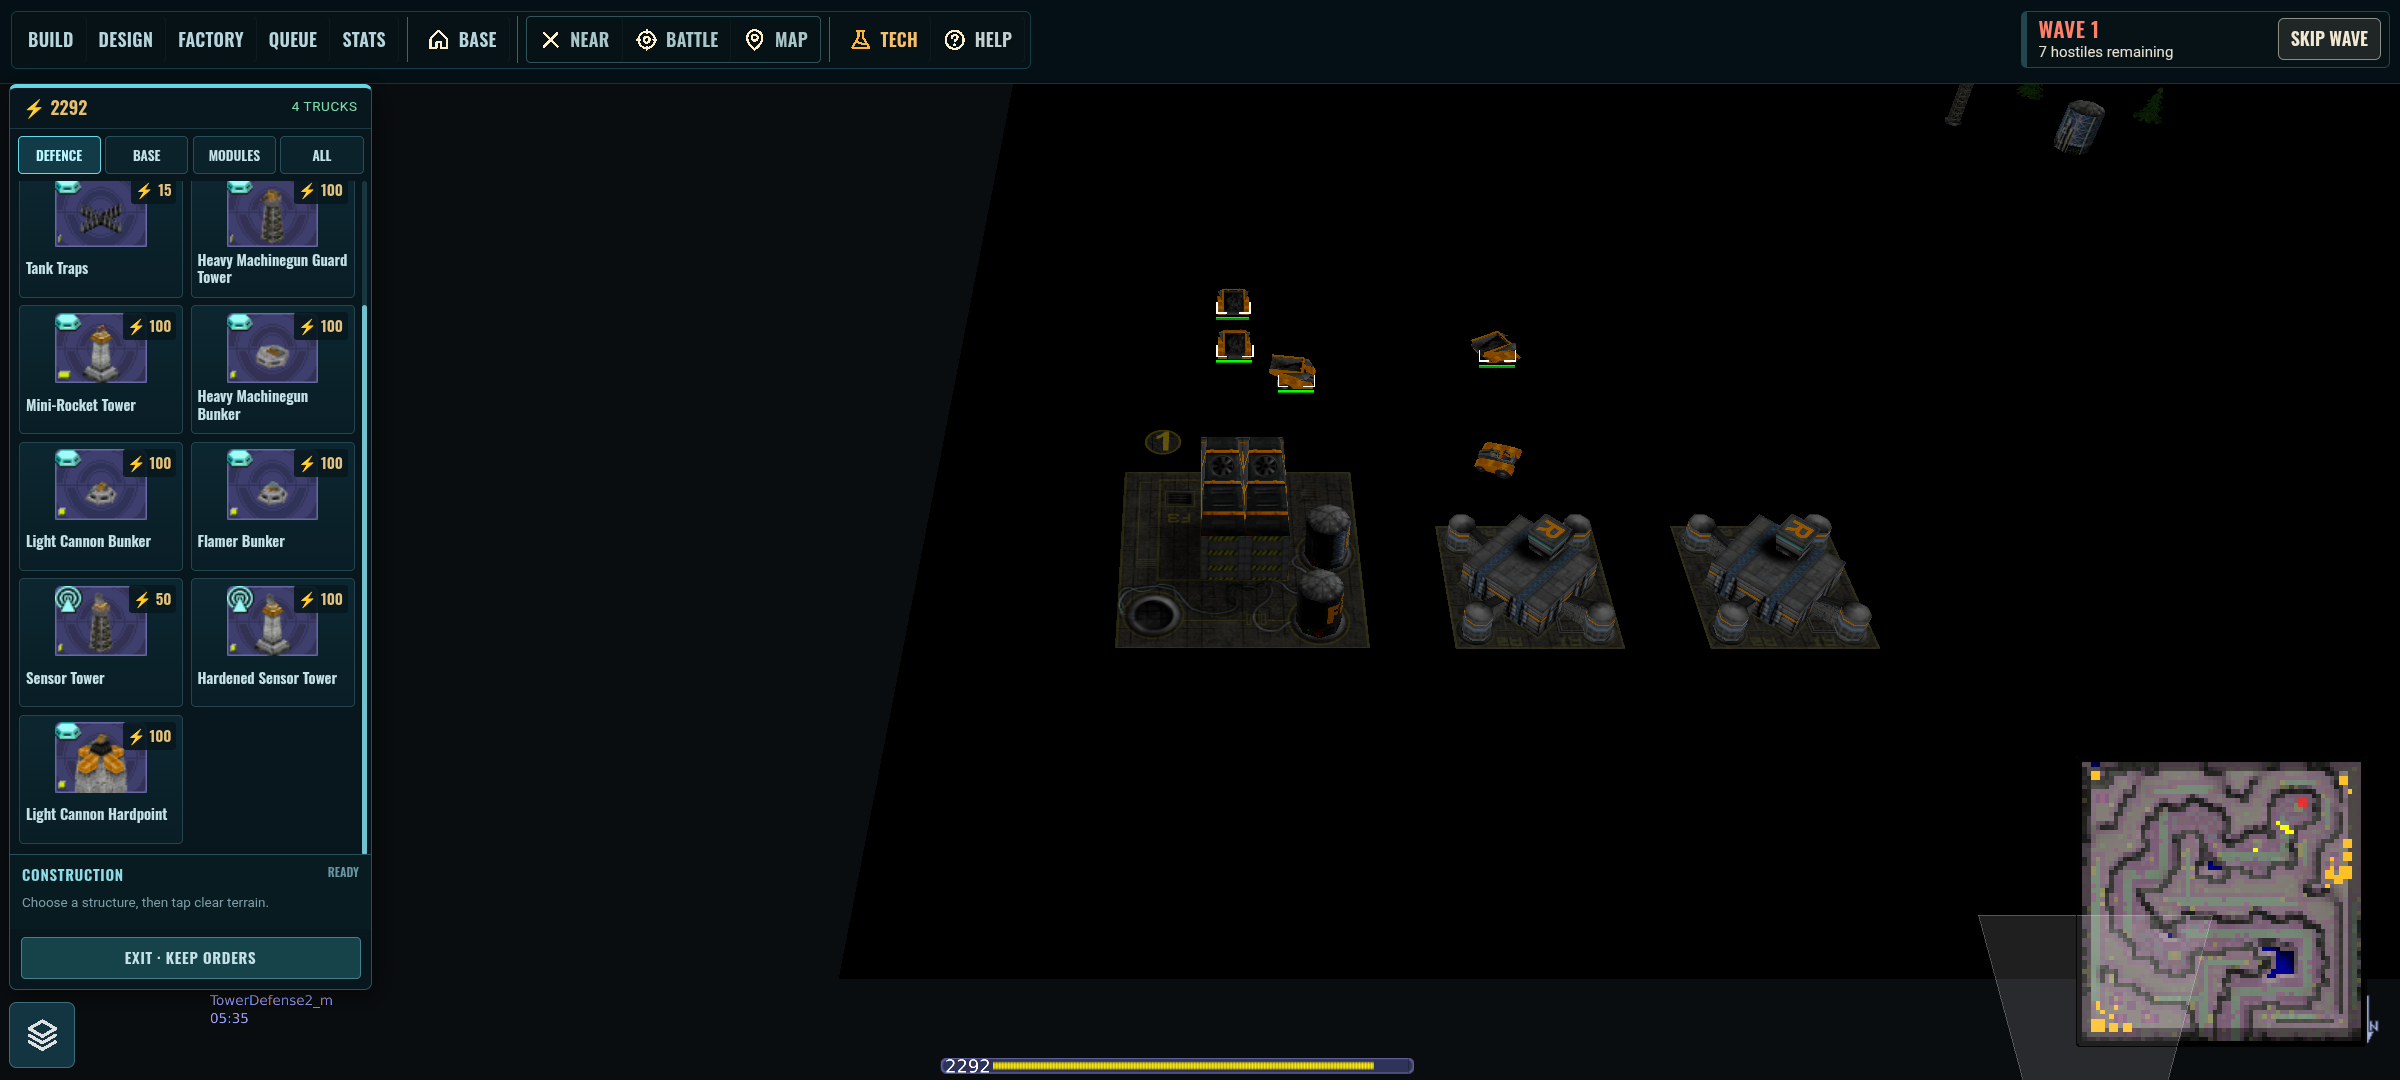 BUILD DESIGN FACTORY QUEUE STATS BASE NEAR BATTLE MAP TECH HELP
WAVE 1
7 hostiles remaining
SKIP WAVE
2292
4 TRUCKS
DEFENCE BASE MODULES ALL
15
Tank Traps
100
Heavy Machinegun Guard
Tower
100
Mini-Rocket Tower
100
Heavy Machinegun
Bunker
100
Light Cannon Bunker
100
Flamer Bunker
50
Sensor Tower
100
Hardened Sensor Tower
100
Light Cannon Hardpoint
CONSTRUCTION
READY
Choose a structure, then tap clear terrain.
EXIT · KEEP ORDERS
TowerDefense2_m
05:35
2292
1
R
R
F
N